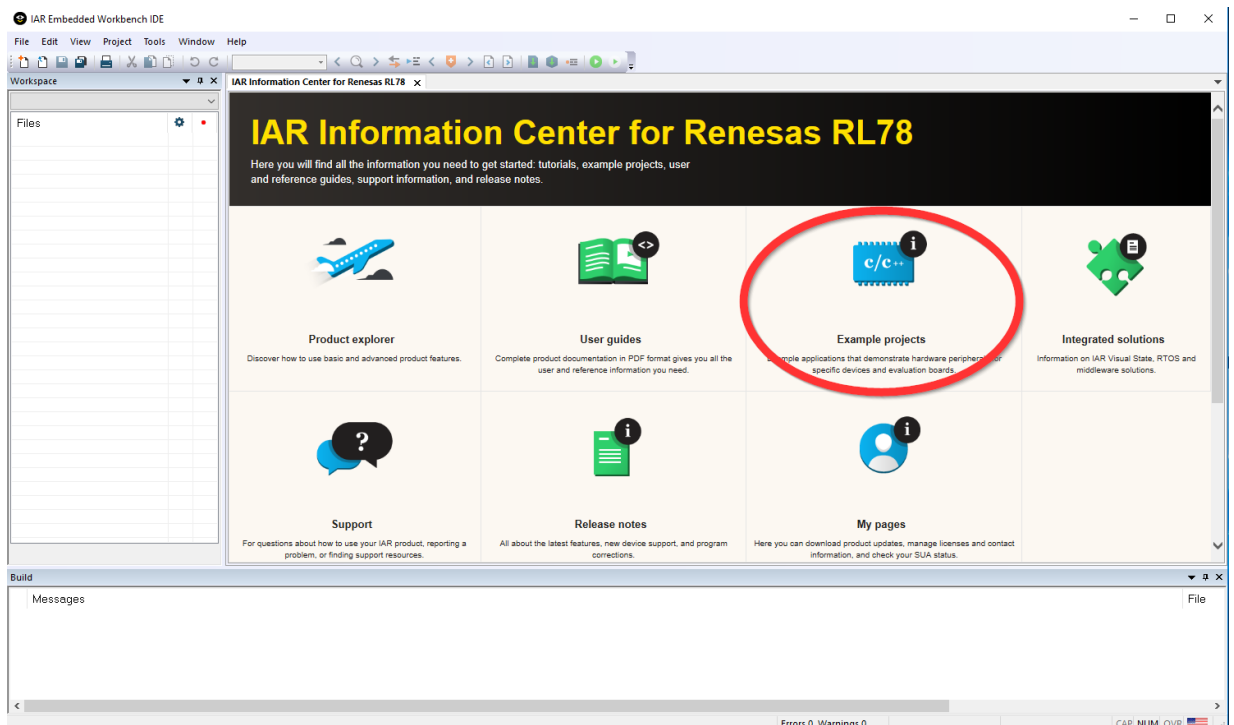 IAR Embedded Workbench IDE
File Edit View Project Tools Window Help
Workspace
IAR Information Center for Renesas RL78
Files
IAR Information Center for Renesas RL78
Here you will find all the information you need to get started: tutorials, example projects, user
and reference guides, support information, and release notes.
c/c++
i
<>
Product explorer
Discover how to use basic and advanced product features.
User guides
Complete product documentation in PDF format gives you all the
user and reference information you need.
Example projects
Example applications that demonstrate hardware peripherals for
specific devices and evaluation boards.
Integrated solutions
Information on IAR Visual State, RTOS and
middleware solutions.
?
i
i
Support
For questions about how to use your IAR product, reporting a
problem, or finding support resources.
Release notes
All about the latest features, new device support, and program
corrections.
My pages
Here you can download product updates, manage licenses and contact
information, and check your SUA status.
Build
Messages
File
Errors 0, Warnings 0
CAP NUM OVR